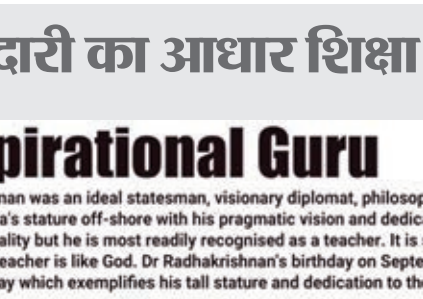 दारी का आधार शिक्षा
pirational Guru
nan was an ideal statesman, visionary diplomat, philosop
a's stature off-shore with his pragmatic vision and dedica
ality but he is most readily recognised as a teacher. It is
eacher is like God. Dr Radhakrishnan's birthday on Septe
ay which exemplifies his tall stature and dedication to the